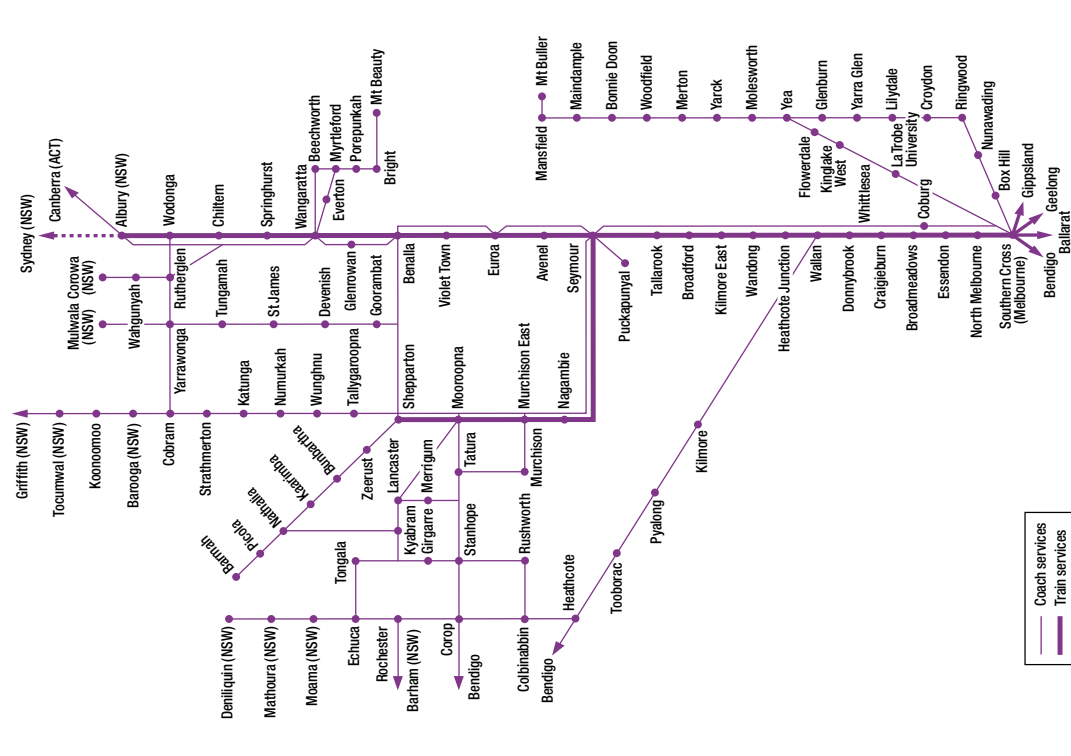 Sydney (NSW)
Canberra (ACT)
Albury (NSW)
Wodonga
Chiltern
Springhurst
Wangaratta
Beechworth
Myrtleford
Porepunkah
Mt Beauty
Bright
Everton
Mulwala
(NSW)
Corowa
(NSW)
Wahgunyah
Rutherglen
Yarrawonga
Tungamah
St James
Devenish
Glenrowan
Goorambat
Benalla
Violet Town
Euroa
Avenel
Seymour
Puckapunyal
Tallarook
Broadford
Kilmore East
Wandong
Heathcote Junction
Wallan
Donnybrook
Craigieburn
Broadmeadows
Essendon
North Melbourne
Southern Cross
(Melbourne)
Bendigo
Ballarat
Geelong
Gippsland
Box Hill
Nunawading
Ringwood
Croydon
Lilydale
Yarra Glen
Glenburn
Yea
Molesworth
Yarck
Merton
Woodfield
Bonnie Doon
Maindample
Mt Buller
Mansfield
Flowerdale
Kinglake
West
La Trobe
University
Whittlesea
Coburg
Griffith (NSW)
Tocumwal (NSW)
Koonoomoo
Barooga (NSW)
Cobram
Strathmerton
Katunga
Numurkah
Wunghnu
Tallygaroopna
Shepparton
Mooroopna
Murchison East
Nagambie
Barmah
Picola
Nathalia
Kaarimba
Bunbartha
Zeerust
Lancaster
Merrigum
Tatura
Murchison
Kyabram
Girgarre
Stanhope
Rushworth
Tongala
Deniliquin (NSW)
Mathoura (NSW)
Moama (NSW)
Echuca
Rochester
Barham (NSW)
Corop
Bendigo
Colbinabbin
Bendigo
Heathcote
Tooborac
Pyalong
Kilmore
Coach services
Train services